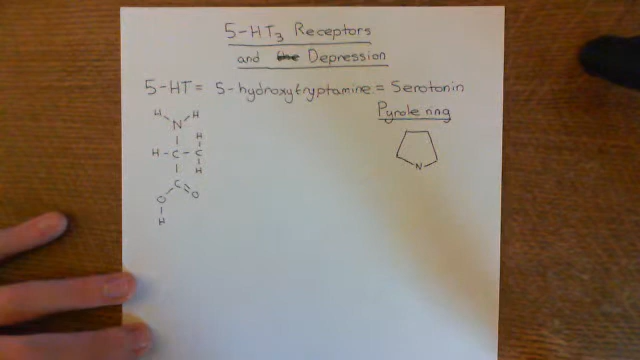 5-HT3 Receptors
and the Depression
5-HT = 5-hydroxytryptamine = Serotonin
Pyrole ring
H H
N
H
H - C - C
H
C
O O
H
N